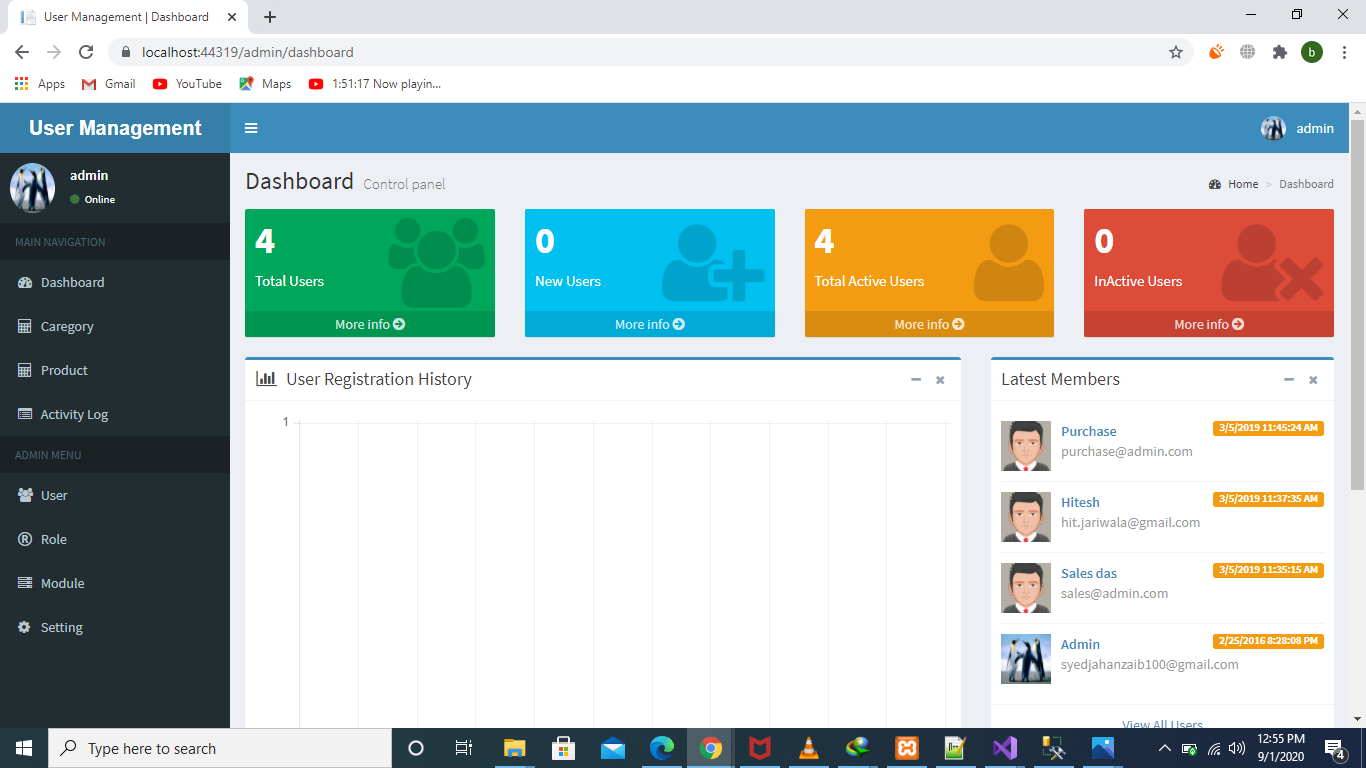 User Management | Dashboard
localhost:44319/admin/dashboard
b
Apps Gmail YouTube Maps 1:51:17 Now playin...
User Management
admin
admin
Online
MAIN NAVIGATION
Dashboard
Caregory
Product
Activity Log
ADMIN MENU
User
Role
Module
Setting
Dashboard Control panel
Home > Dashboard
4
Total Users
More info
0
New Users
More info
4
Total Active Users
More info
0
InActive Users
More info
User Registration History
1
Latest Members
Purchase 3/5/2019 11:45:24 AM
purchase@admin.com
Hitesh 3/5/2019 11:37:35 AM
hit.jariwala@gmail.com
Sales das 3/5/2019 11:35:15 AM
sales@admin.com
Admin 2/25/2016 8:28:08 PM
syedjahanzaib100@gmail.com
View All Users
Type here to search
12:55 PM
9/1/2020
4